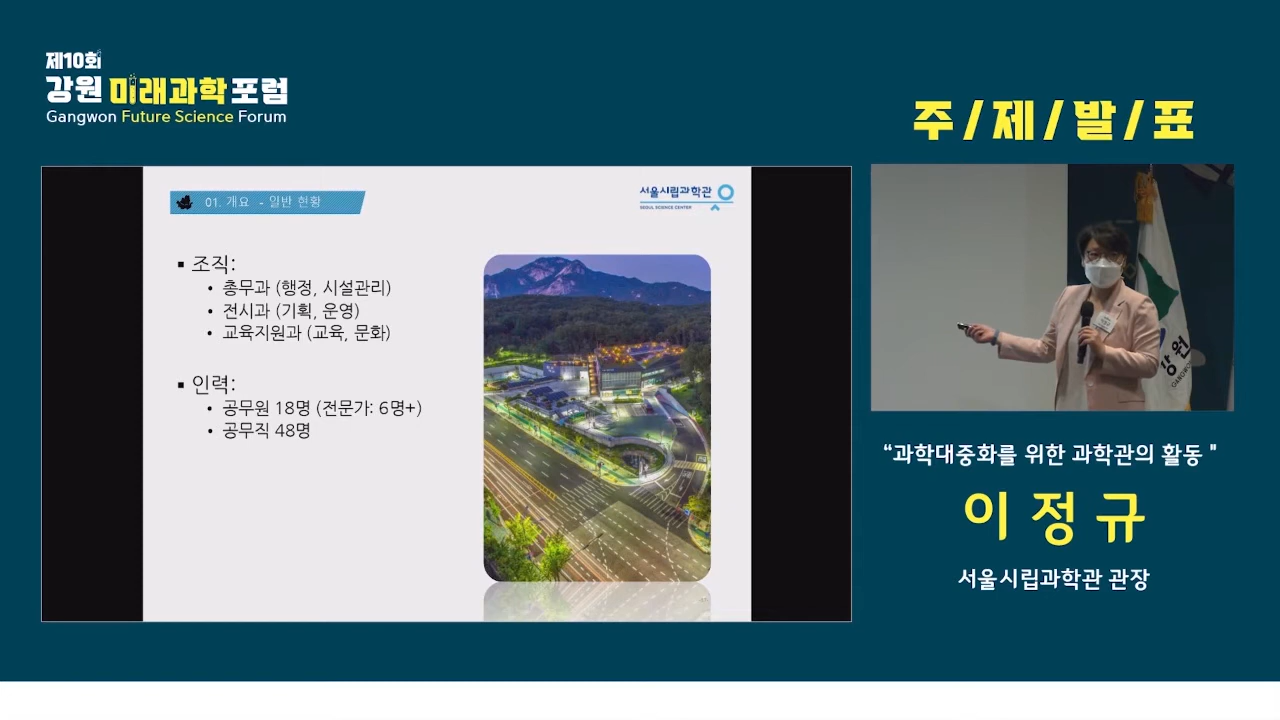 제10회
강원 미래과학 포럼
Gangwon Future Science Forum
주/제/발/표
01. 개요 - 일반 현황
서울시립과학관
SEOUL SCIENCE CENTER
▪ 조직:
• 총무과 (행정, 시설관리)
• 전시과 (기획, 운영)
• 교육지원과 (교육, 문화)
▪ 인력:
• 공무원 18명 (전문가: 6명+)
• 공무직 48명
강원
“과학대중화를 위한 과학관의 활동 "
이 정 규
서울시립과학관 관장